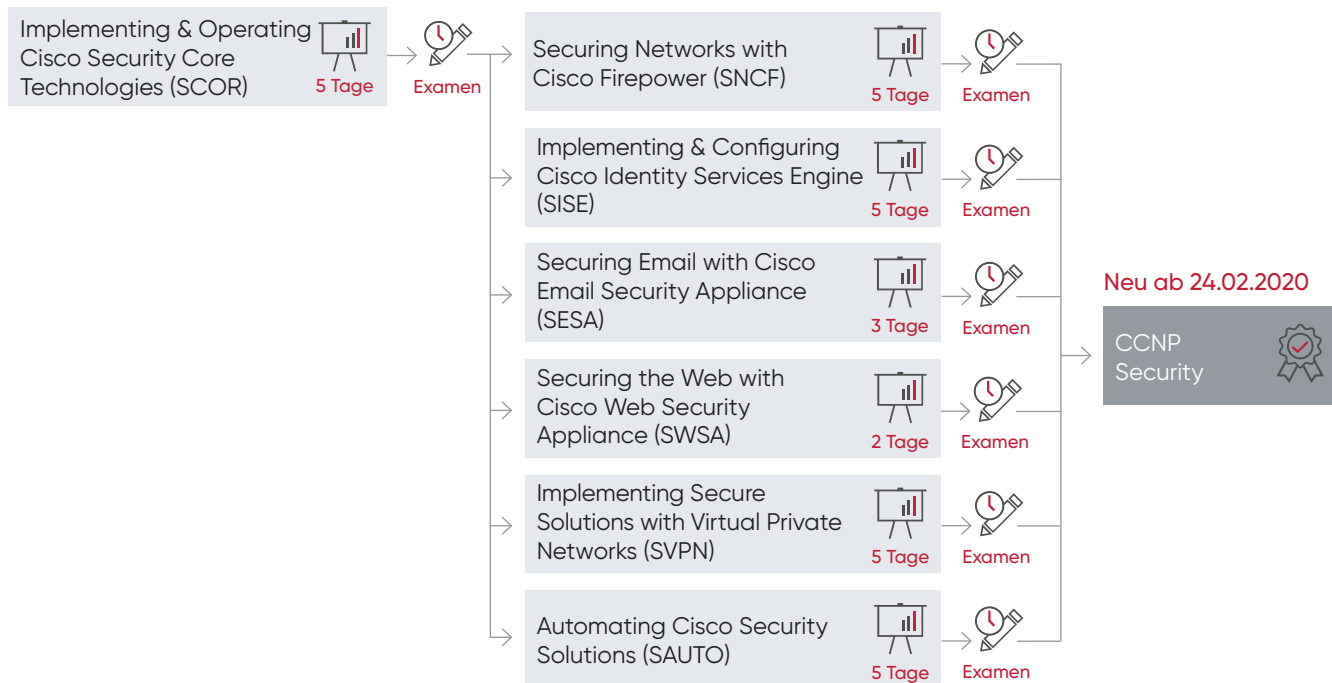 Implementing & Operating
Cisco Security Core
Technologies (SCOR)
5 Tage
Examen
Securing Networks with
Cisco Firepower (SNCF)
5 Tage
Examen
Implementing & Configuring
Cisco Identity Services Engine
(SISE)
5 Tage
Examen
Securing Email with Cisco
Email Security Appliance
(SESA)
3 Tage
Examen
Securing the Web with
Cisco Web Security
Appliance (SWSA)
2 Tage
Examen
Implementing Secure
Solutions with Virtual Private
Networks (SVPN)
5 Tage
Examen
Automating Cisco Security
Solutions (SAUTO)
5 Tage
Examen
Neu ab 24.02.2020
CCNP
Security